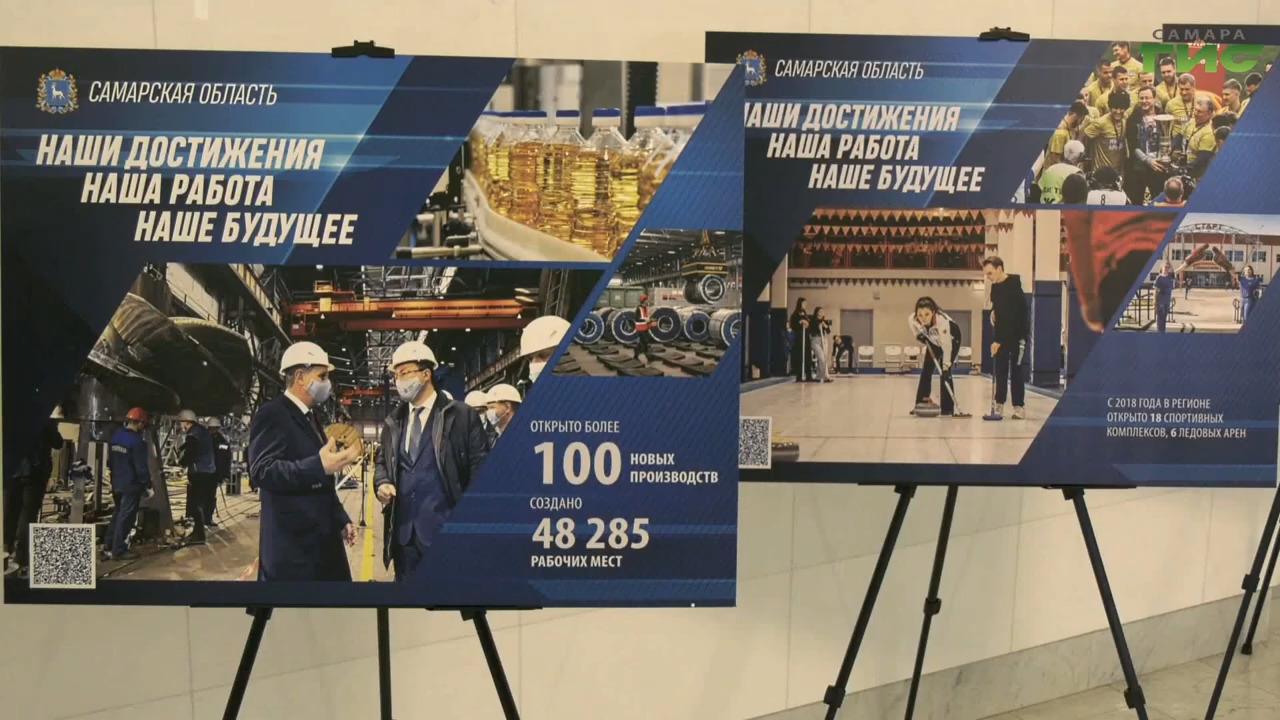 САМАРСКАЯ ОБЛАСТЬ
НАШИ ДОСТИЖЕНИЯ
НАША РАБОТА
НАШЕ БУДУЩЕЕ
ОТКРЫТО БОЛЕЕ
100 НОВЫХ
ПРОИЗВОДСТВ
СОЗДАНО
48 285
РАБОЧИХ МЕСТ
САМАРСКАЯ ОБЛАСТЬ
НАШИ ДОСТИЖЕНИЯ
НАША РАБОТА
НАШЕ БУДУЩЕЕ
СТАРТ
8
С 2018 ГОДА В РЕГИОНЕ
ОТКРЫТО 18 СПОРТИВНЫХ
КОМПЛЕКСОВ, 6 ЛЕДОВЫХ АРЕН
САМАРА
ГИС